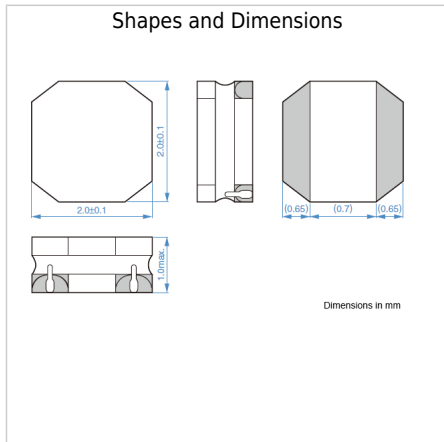 Shapes and Dimensions
2.0±0.1
2.0±0.1
(0.65) (0.7) (0.65)
1.0max.
Dimensions in mm